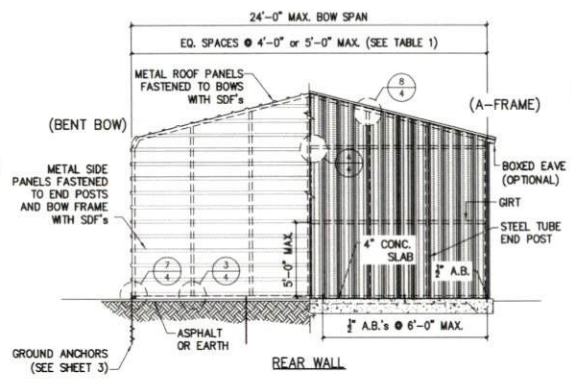 24'-0" MAX. BOW SPAN
EQ. SPACES @ 4'-0" or 5'-0" MAX. (SEE TABLE 1)
METAL ROOF PANELS
FASTENED TO BOWS
WITH SDF's
8
4
(A-FRAME)
(BENT BOW)
BOXED EAVE
(OPTIONAL)
METAL SIDE
PANELS FASTENED
TO END POSTS
AND BOW FRAME
WITH SDF's
4
GIRT
STEEL TUBE
END POST
5'-0" MAX.
4" CONC.
SLAB
½" A.B.
7
4
3
4
ASPHALT
OR EARTH
½" A.B.'s @ 6'-0" MAX.
GROUND ANCHORS
(SEE SHEET 3)
REAR WALL